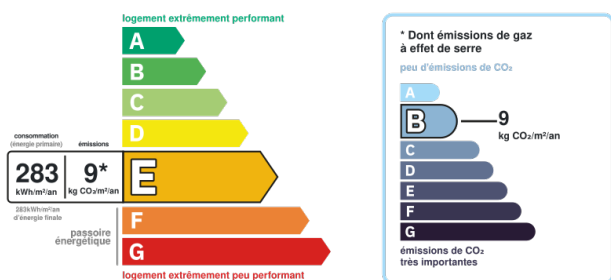 logement extrêmement performant
A
B
C
D
consommation
(énergie primaire)
émissions
283
kWh/m²/an
9*
kg CO₂/m²/an
E
283kWh/m²/an
d'énergie finale
F
passoire
énergétique
G
logement extrêmement peu performant
* Dont émissions de gaz
à effet de serre
peu d'émissions de CO₂
A
B
9
kg CO₂/m²/an
C
D
E
F
G
émissions de CO₂
très importantes